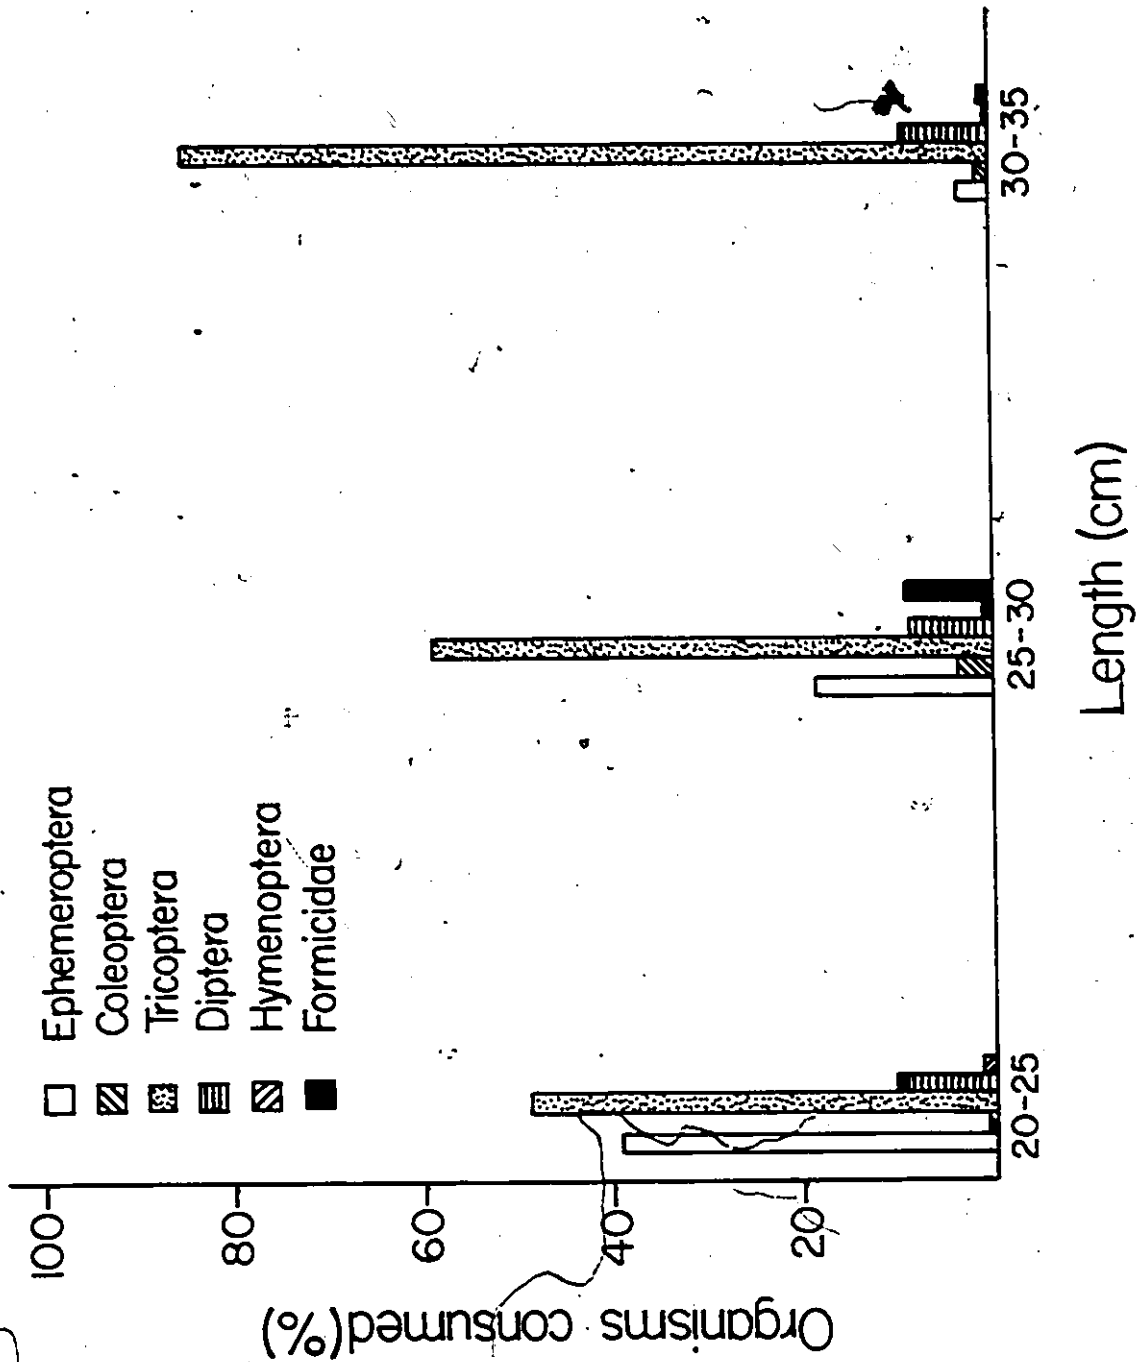 Organisms consumed (%)
100
80
60
40
20
Ephemeroptera
Coleoptera
Tricoptera
Diptera
Hymenoptera
Formicidae
20-25
25-30
30-35
Length (cm)